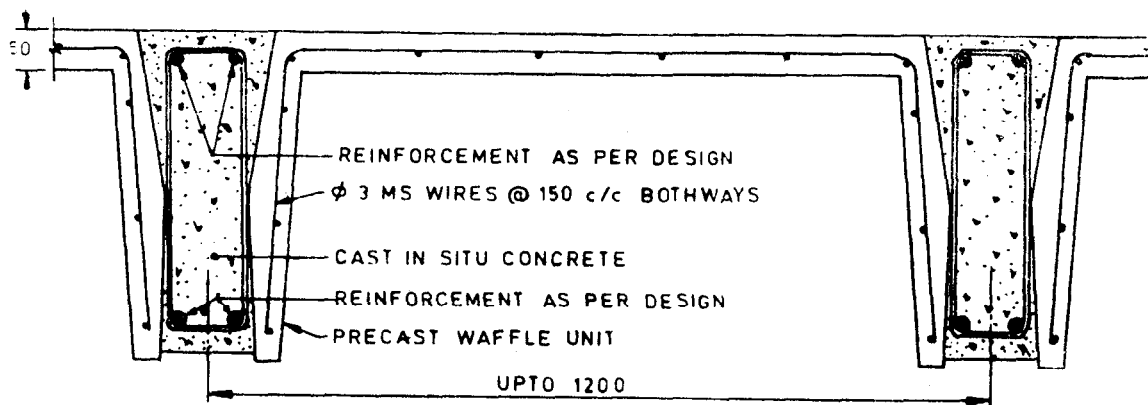 REINFORCEMENT AS PER DESIGN
ϕ 3 MS WIRES @ 150 c/c BOTHWAYS
CAST IN SITU CONCRETE
REINFORCEMENT AS PER DESIGN
PRECAST WAFFLE UNIT
UPTO 1200